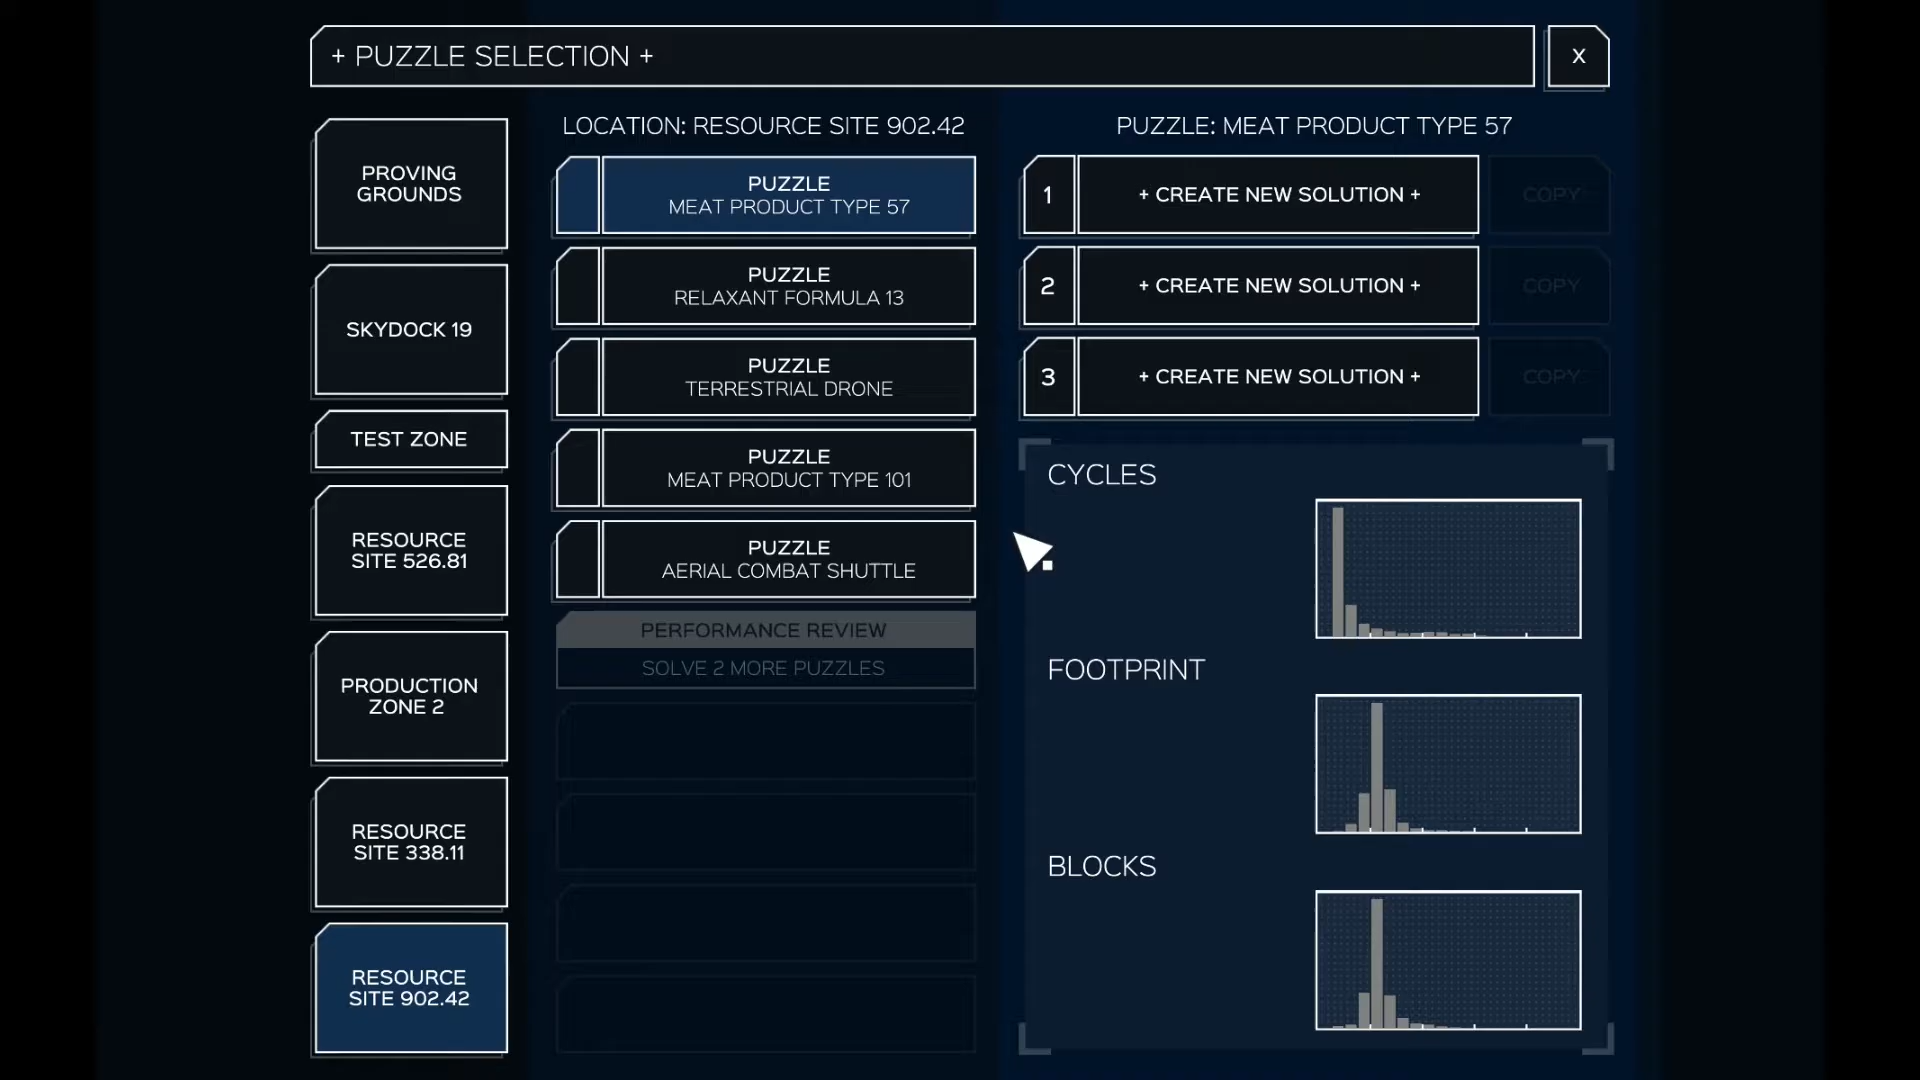 + PUZZLE SELECTION +
X
PROVING
GROUNDS
SKYDOCK 19
TEST ZONE
RESOURCE
SITE 526.81
PRODUCTION
ZONE 2
RESOURCE
SITE 338.11
RESOURCE
SITE 902.42
LOCATION: RESOURCE SITE 902.42
PUZZLE
MEAT PRODUCT TYPE 57
PUZZLE
RELAXANT FORMULA 13
PUZZLE
TERRESTRIAL DRONE
PUZZLE
MEAT PRODUCT TYPE 101
PUZZLE
AERIAL COMBAT SHUTTLE
PERFORMANCE REVIEW
SOLVE 2 MORE PUZZLES
PUZZLE: MEAT PRODUCT TYPE 57
1 + CREATE NEW SOLUTION + COPY
2 + CREATE NEW SOLUTION + COPY
3 + CREATE NEW SOLUTION + COPY
CYCLES
FOOTPRINT
BLOCKS